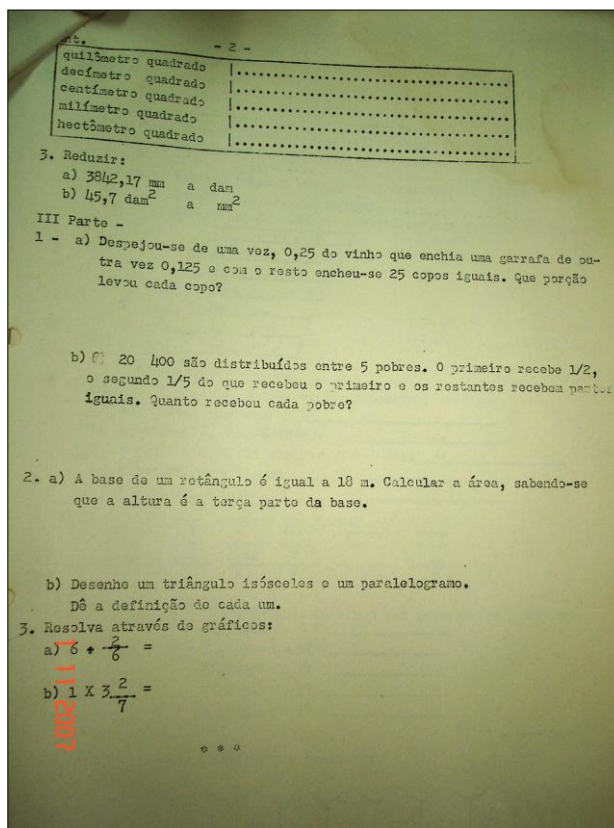 - 2 -
quilômetro quadrado |......................................
decímetro quadrado |......................................
centímetro quadrado |......................................
milímetro quadrado |......................................
hectômetro quadrado |......................................
3. Reduzir:
a) 3842,17 mm a dam
b) 45,7 dam² a mm²
III Parte -
1 - a) Despejou-se de uma vez, 0,25 do vinho que enchia uma garrafa de ou-
tra vez 0,125 e com o resto encheu-se 25 copos iguais. Que porção
levou cada copo?
b) 20 400 são distribuídos entre 5 pobres. O primeiro recebe 1/2,
o segundo 1/5 do que recebeu o primeiro e os restantes recebem partes
iguais. Quanto recebeu cada pobre?
2. a) A base de um retângulo é igual a 18 m. Calcular a área, sabendo-se
que a altura é a terça parte da base.
b) Desenhe um triângulo isósceles e um paralelogramo.
Dê a definição de cada um.
3. Resolva através de gráficos:
a) 6 ÷ 2/6 =
b) 1 X 3 2/7 =
* * *
1 11 2007